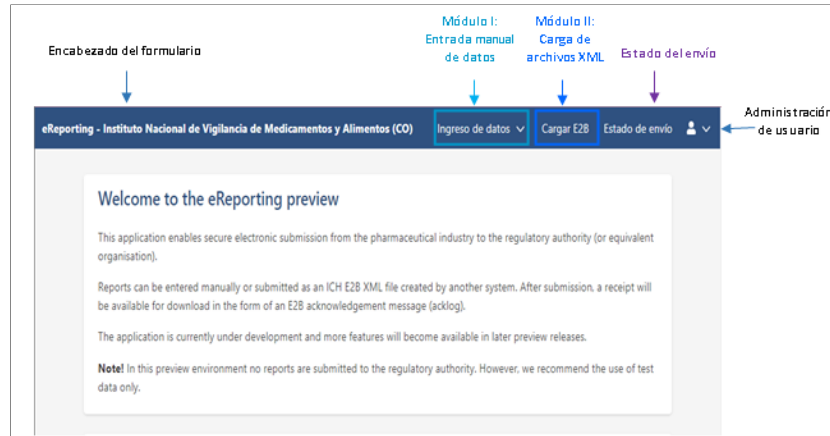 Módulo I:
Entrada manual
de datos
Módulo II:
Carga de
archivos XML
Encabezado del formulario
Estado del envío
Administración
de usuario
eReporting - Instituto Nacional de Vigilancia de Medicamentos y Alimentos (CO)
Ingreso de datos
Cargar E2B
Estado de envío
Welcome to the eReporting preview
This application enables secure electronic submission from the pharmaceutical industry to the regulatory authority (or equivalent
organisation).
Reports can be entered manually or submitted as an ICH E2B XML file created by another system. After submission, a receipt will
be available for download in the form of an E2B acknowledgement message (acklog).
The application is currently under development and more features will become available in later preview releases.
Note! In this preview environment no reports are submitted to the regulatory authority. However, we recommend the use of test
data only.